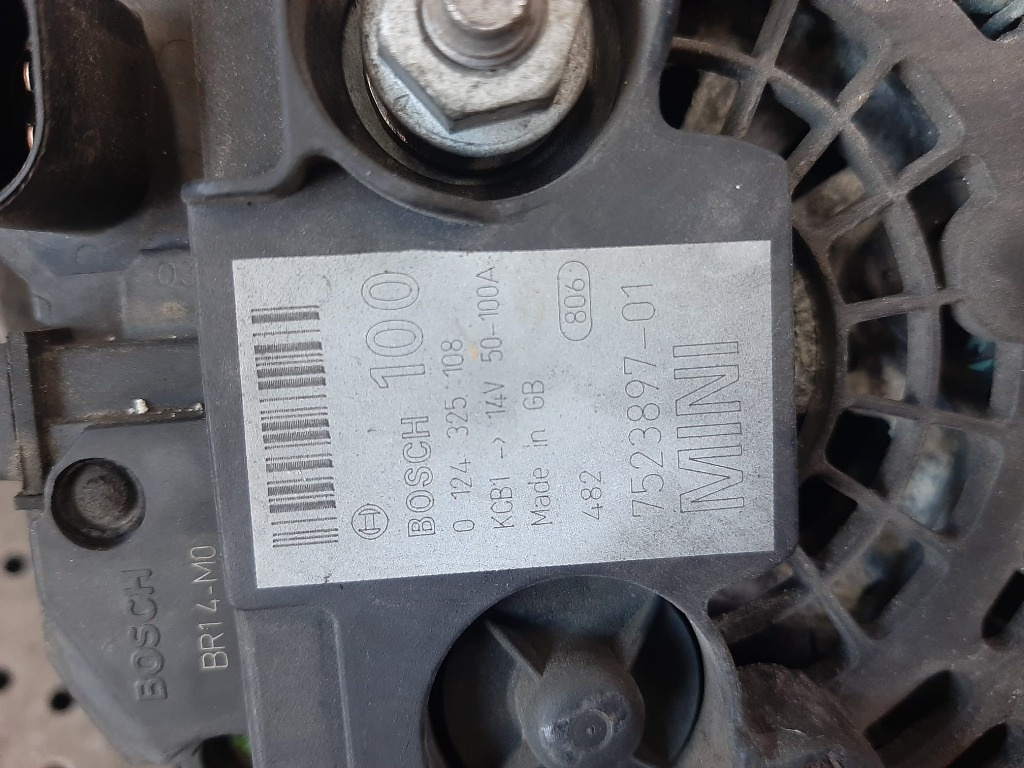 BOSCH 100
0 124 325 108
KCB1 -> 14V 50-100A
Made in GB
482 806
7523897-01
MINI
BOSCH
BR14-M0